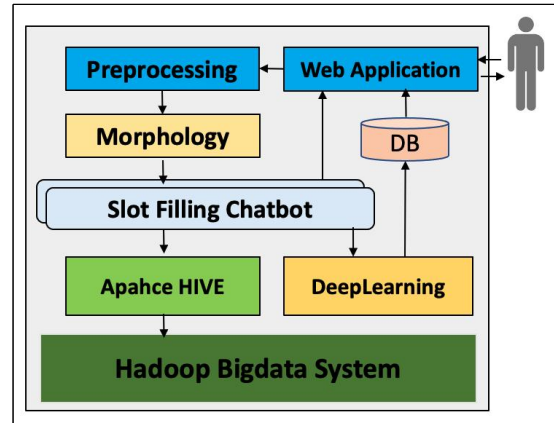 Preprocessing
Web Application
Morphology
DB
Slot Filling Chatbot
Apahce HIVE
DeepLearning
Hadoop Bigdata System